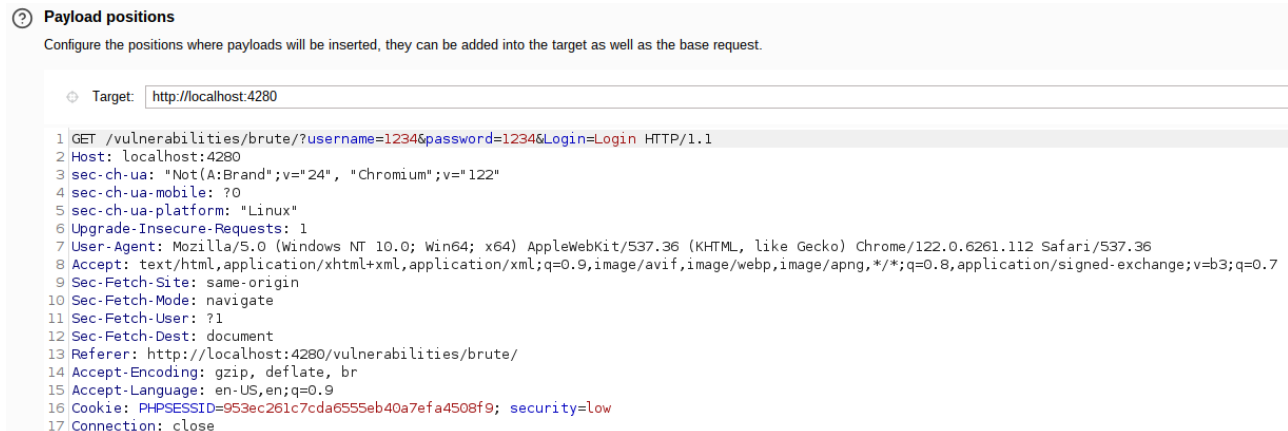 Payload positions
Configure the positions where payloads will be inserted, they can be added into the target as well as the base request.
Target: http://localhost:4280
1 GET /vulnerabilities/brute/?username=1234&password=1234&Login=Login HTTP/1.1
2 Host: localhost:4280
3 sec-ch-ua: "Not(A:Brand";v="24", "Chromium";v="122"
4 sec-ch-ua-mobile: ?0
5 sec-ch-ua-platform: "Linux"
6 Upgrade-Insecure-Requests: 1
7 User-Agent: Mozilla/5.0 (Windows NT 10.0; Win64; x64) AppleWebKit/537.36 (KHTML, like Gecko) Chrome/122.0.6261.112 Safari/537.36
8 Accept: text/html,application/xhtml+xml,application/xml;q=0.9,image/avif,image/webp,image/apng,*/*;q=0.8,application/signed-exchange;v=b3;q=0.7
9 Sec-Fetch-Site: same-origin
10 Sec-Fetch-Mode: navigate
11 Sec-Fetch-User: ?1
12 Sec-Fetch-Dest: document
13 Referer: http://localhost:4280/vulnerabilities/brute/
14 Accept-Encoding: gzip, deflate, br
15 Accept-Language: en-US,en;q=0.9
16 Cookie: PHPSESSID=953ec261c7cda6555eb40a7efa4508f9; security=low
17 Connection: close